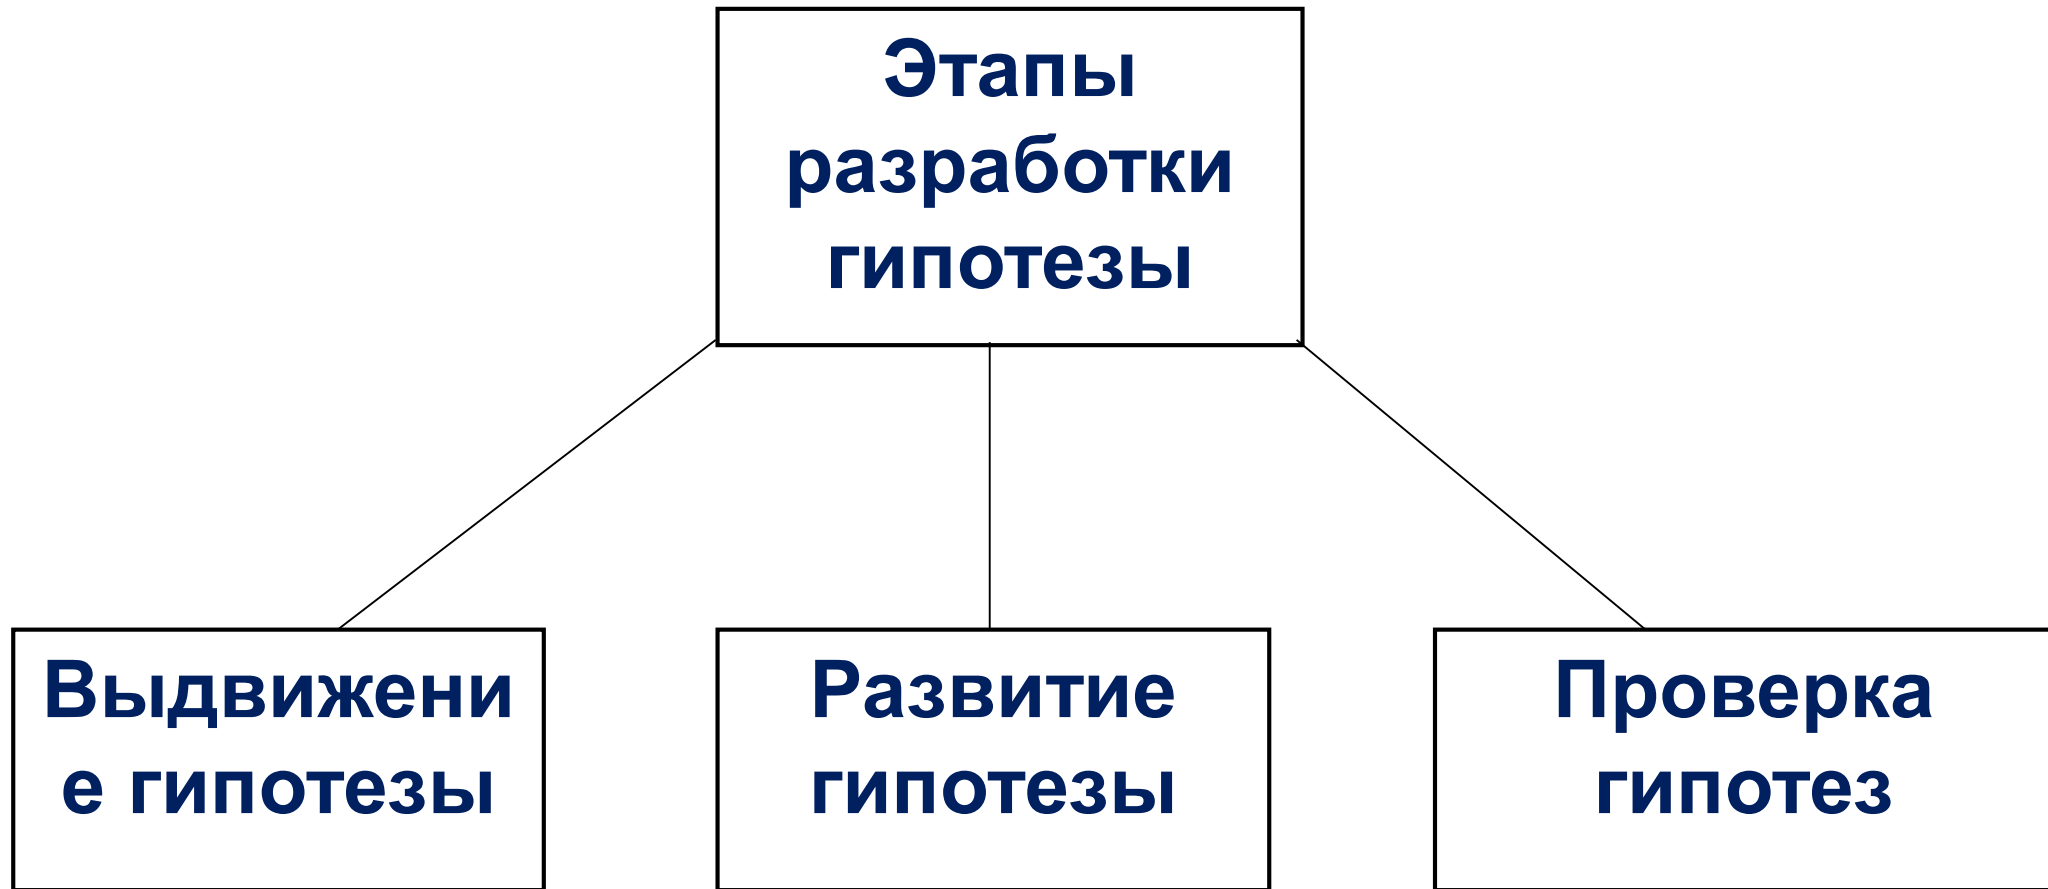 Этапы
разработки
гипотезы
Выдвижени
е гипотезы
Развитие
гипотезы
Проверка
гипотез